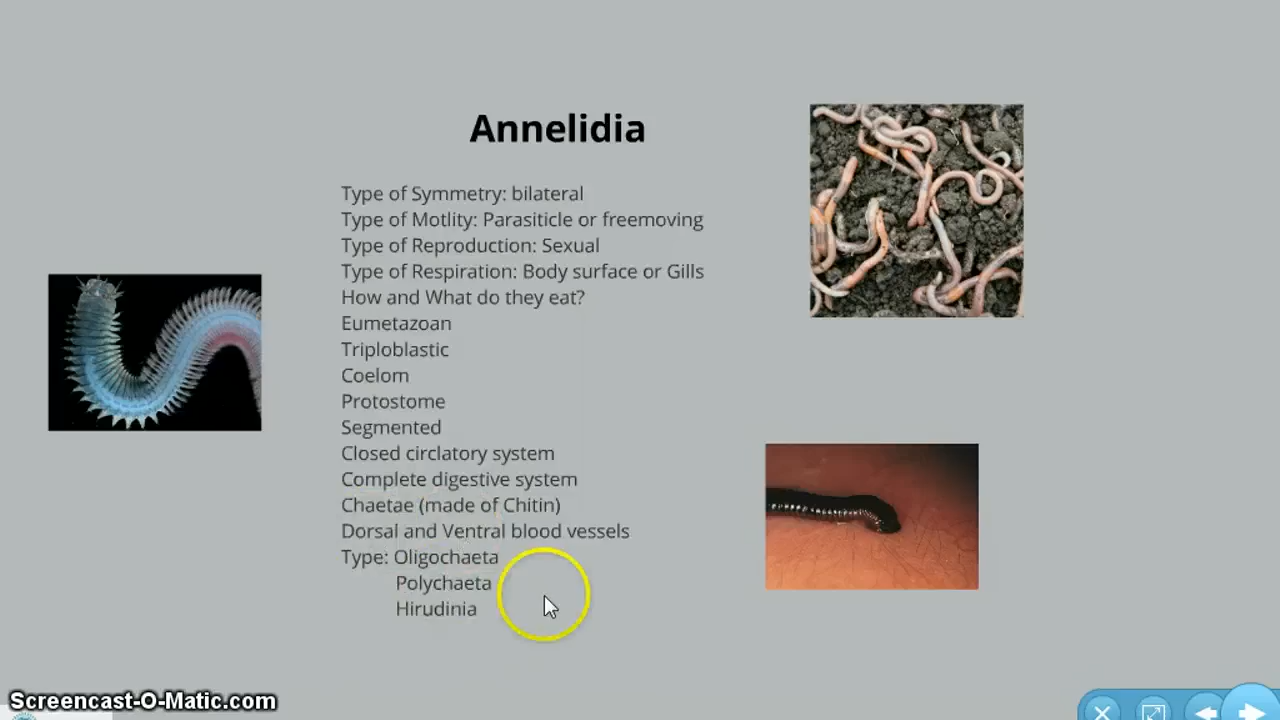 Annelidia
Type of Symmetry: bilateral
Type of Motlity: Parasiticle or freemoving
Type of Reproduction: Sexual
Type of Respiration: Body surface or Gills
How and What do they eat?
Eumetazoan
Triploblastic
Coelom
Protostome
Segmented
Closed circlatory system
Complete digestive system
Chaetae (made of Chitin)
Dorsal and Ventral blood vessels
Type: Oligochaeta
Polychaeta
Hirudinia
Screencast-O-Matic.com